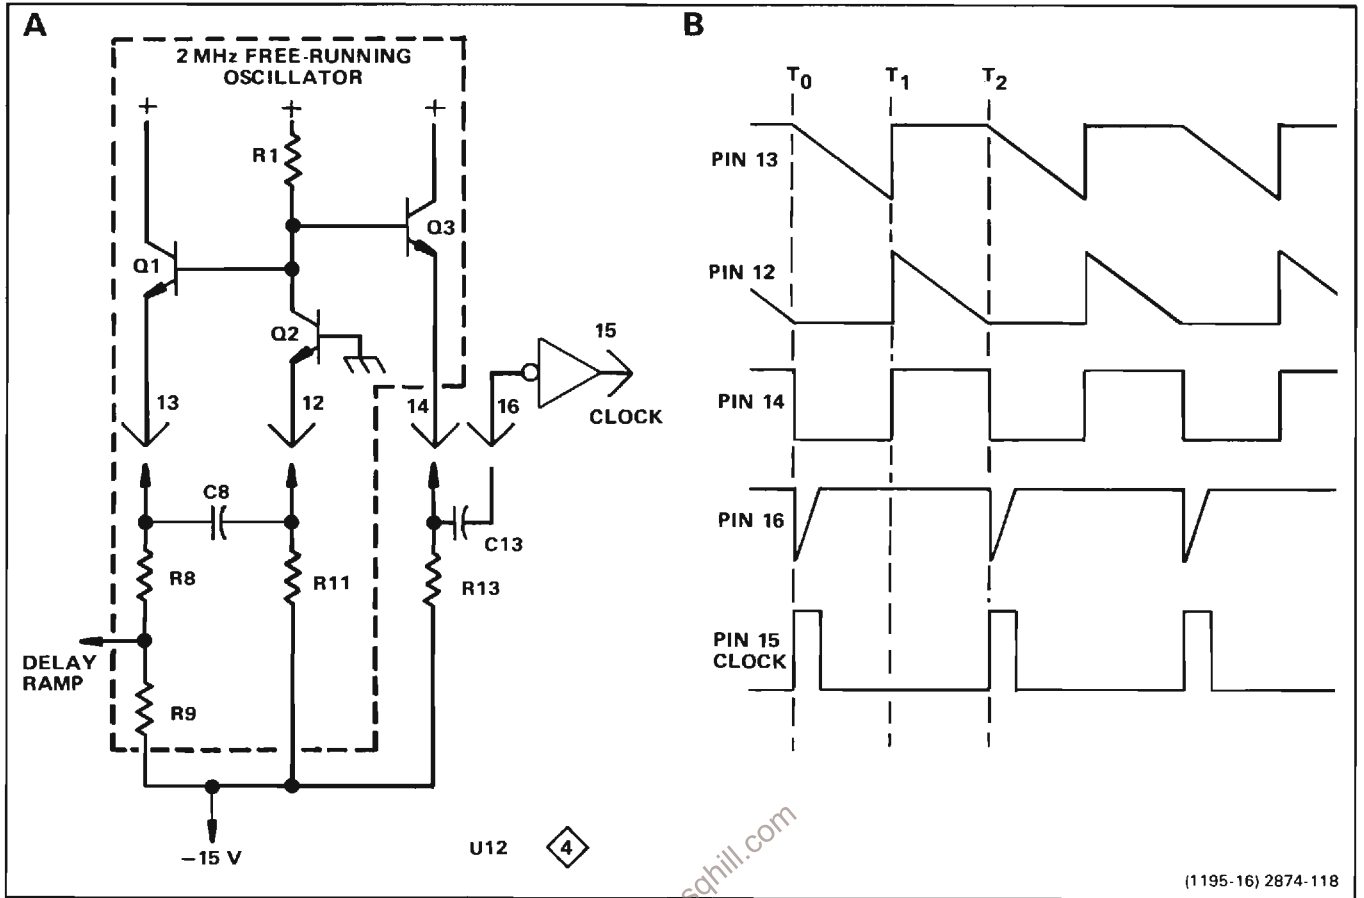 A
B
2 MHz FREE-RUNNING
OSCILLATOR
+
+
+
R1
Q1
Q2
Q3
13
12
14
16
15
CLOCK
C8
C13
R8
R11
R13
DELAY
RAMP
R9
−15 V
U12
4
T0
T1
T2
PIN 13
PIN 12
PIN 14
PIN 16
PIN 15
CLOCK
sqhill.com
(1195-16) 2874-118